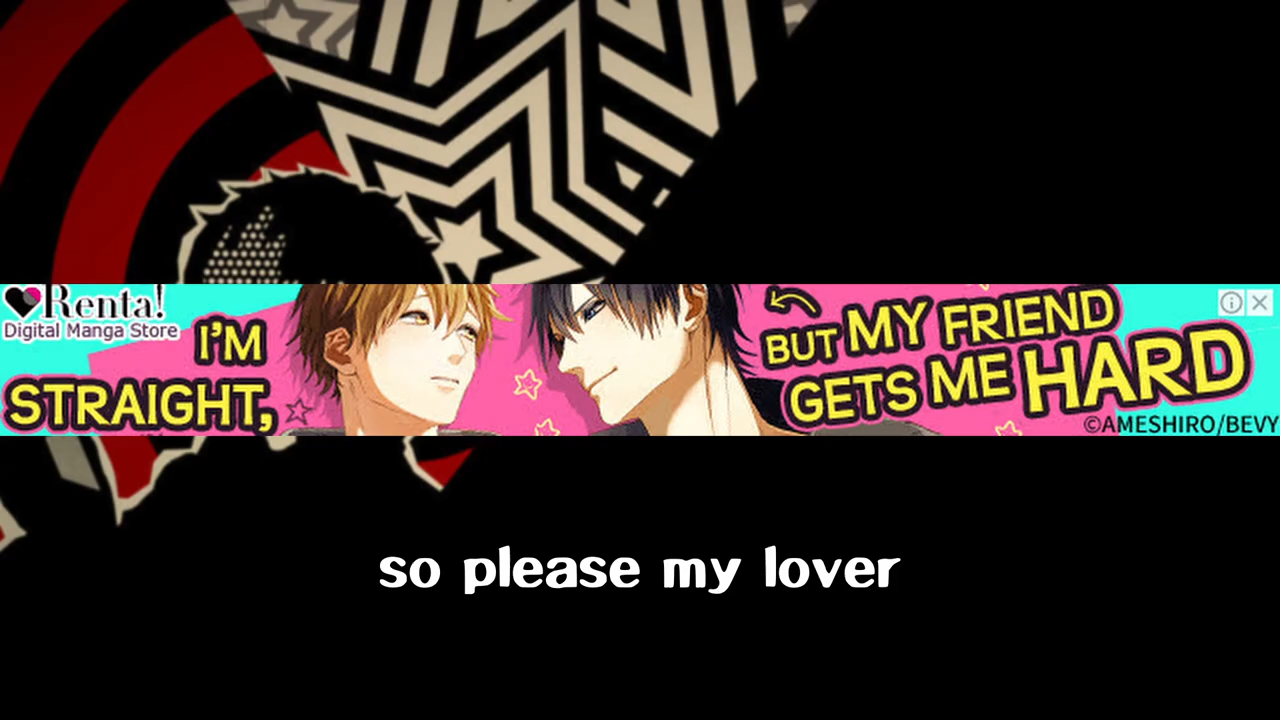 Renta!
Digital Manga Store
I'M
STRAIGHT,
BUT MY FRIEND
GETS ME HARD
©AMESHIRO/BEVY
so please my lover